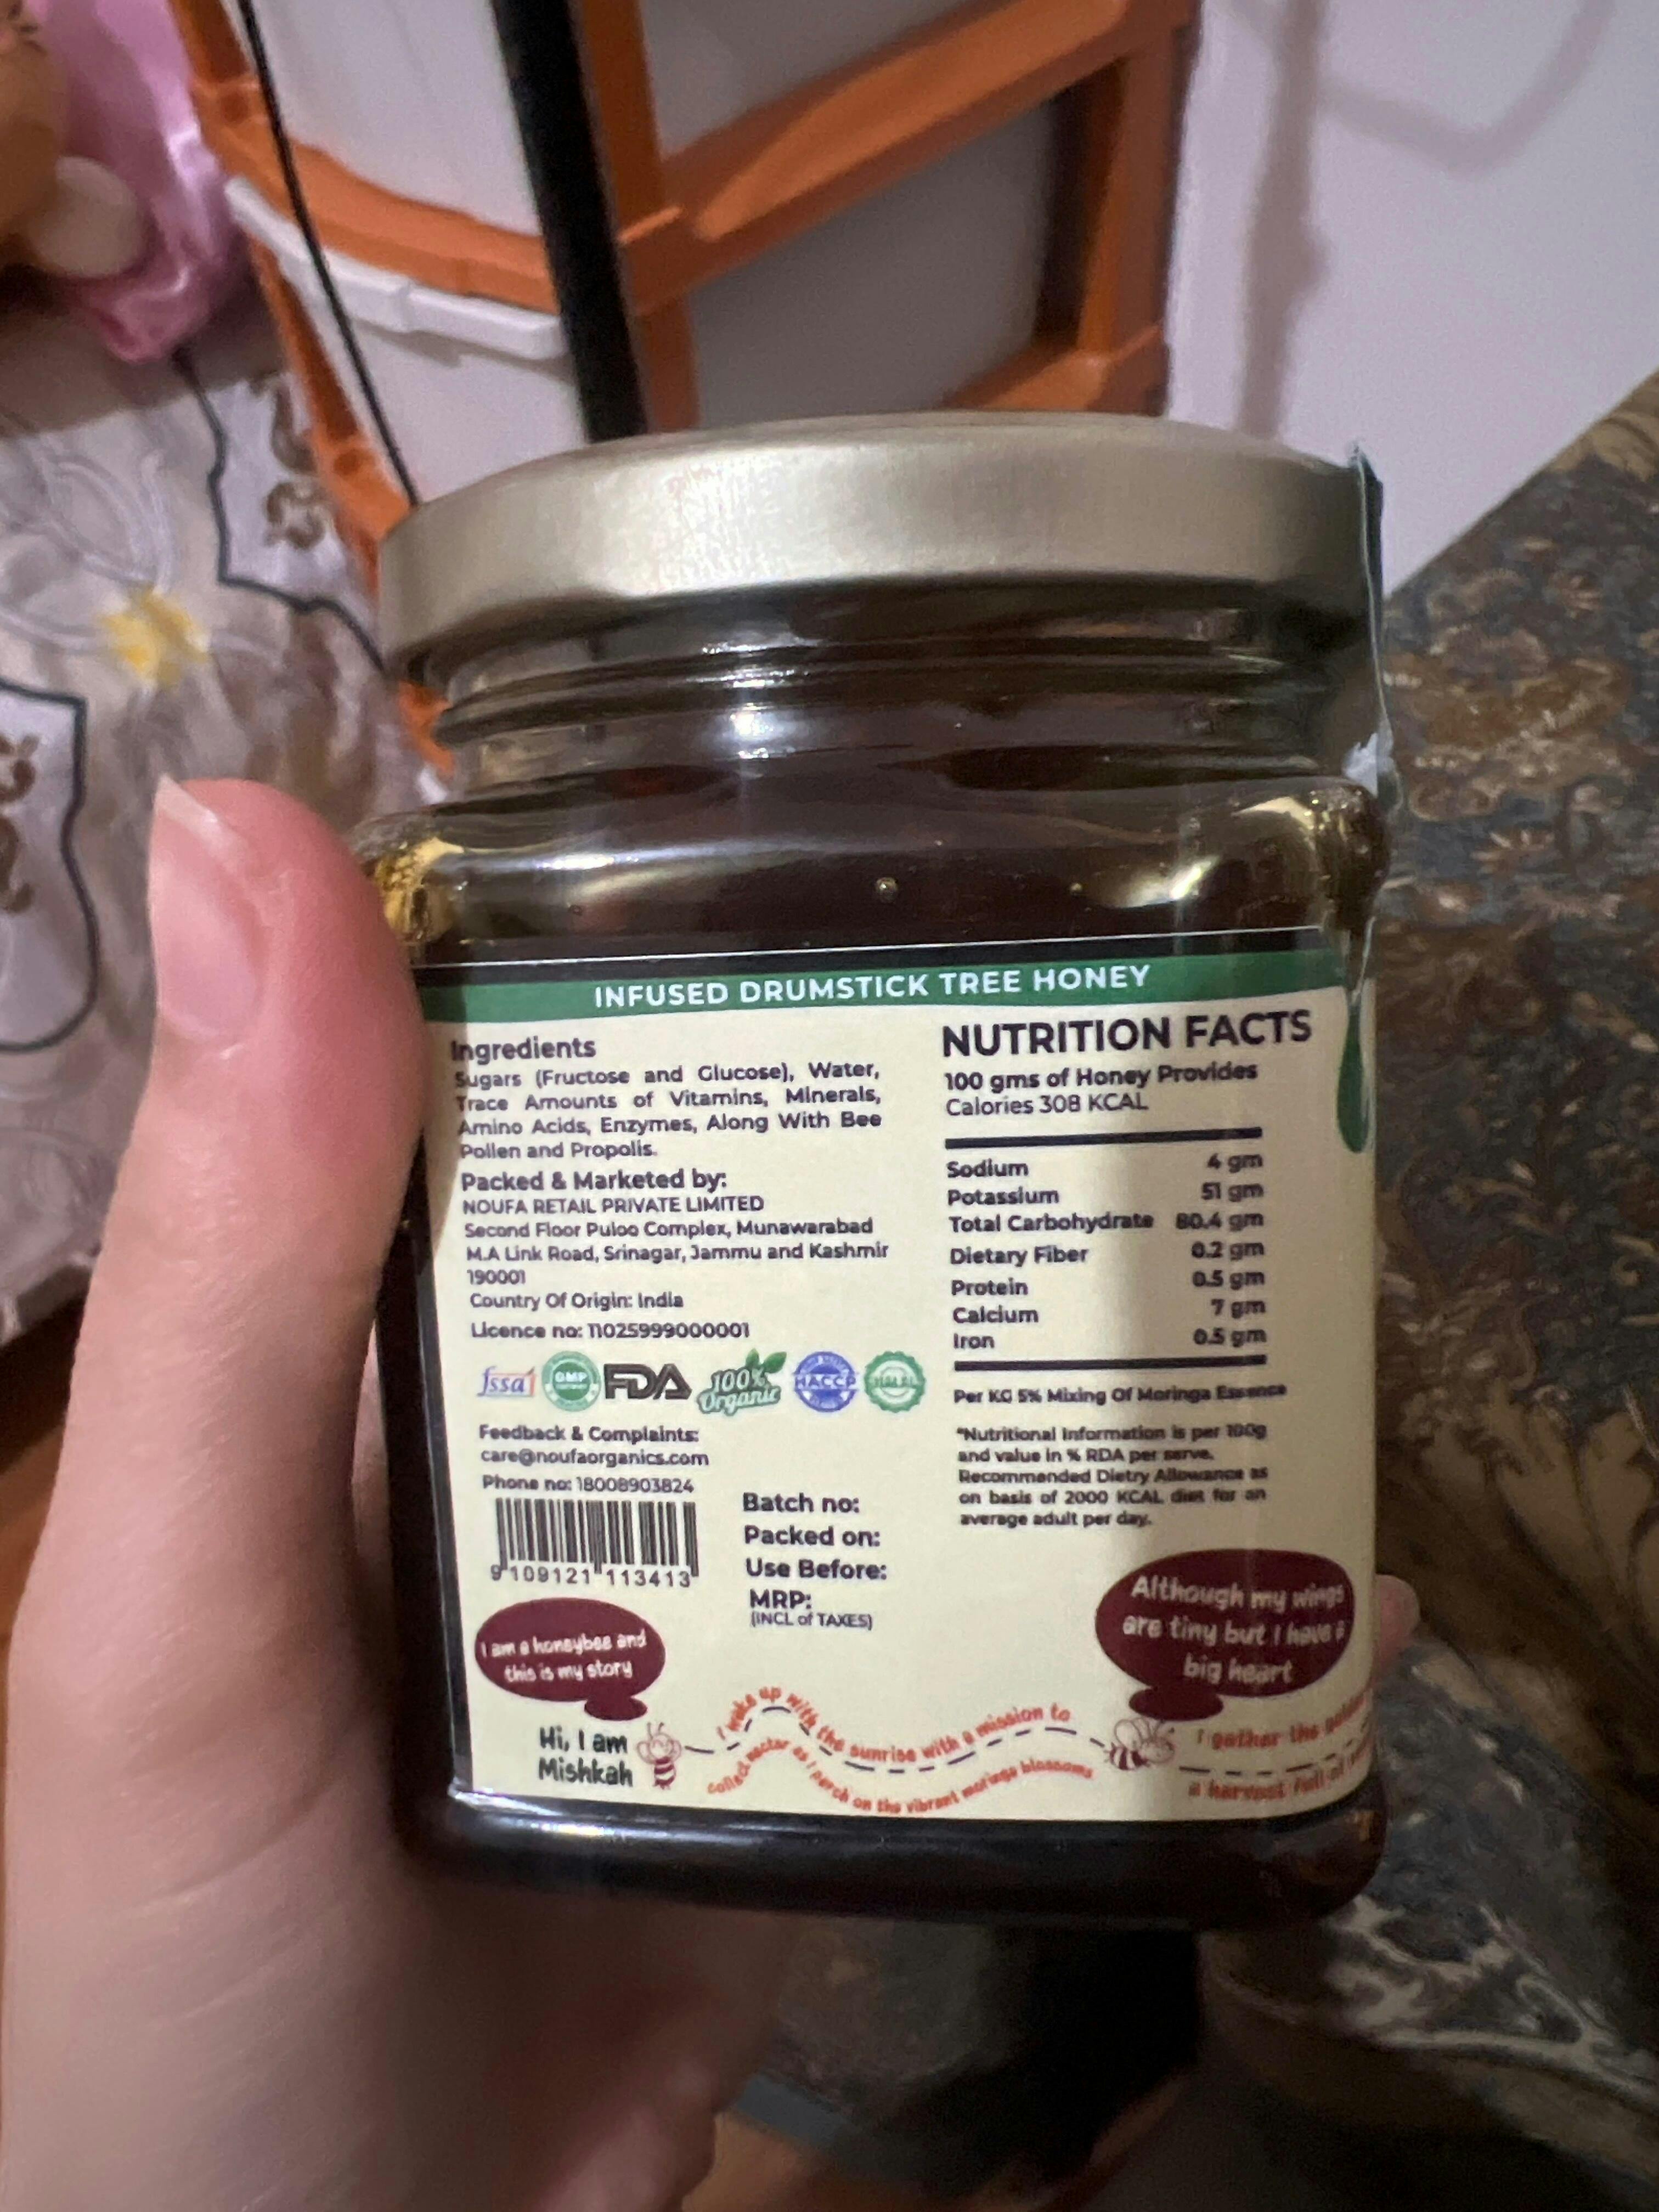 INFUSED DRUMSTICK TREE HONEY
Ingredients
Sugars (Fructose and Glucose), Water,
Trace Amounts of Vitamins, Minerals,
Amino Acids, Enzymes, Along With Bee
Pollen and Propolis.
Packed & Marketed by:
NOUFA RETAIL PRIVATE LIMITED
Second Floor Puloo Complex, Munawarabad
M.A Link Road, Srinagar, Jammu and Kashmir
190001
Country Of Origin: India
Licence no: 11025999000001
fssai GMP FDA 100% Organic HACCP HALAL
Feedback & Complaints:
care@noufaorganics.com
Phone no: 18008903824
9 109121 113413
Batch no:
Packed on:
Use Before:
MRP:
(INCL of TAXES)
NUTRITION FACTS
100 gms of Honey Provides
Calories 308 KCAL
Sodium 4 gm
Potassium 51 gm
Total Carbohydrate 80.4 gm
Dietary Fiber 0.2 gm
Protein 0.5 gm
Calcium 7 gm
Iron 0.5 gm
Per KG 5% Mixing Of Moringa Essence
*Nutritional Information is per 100g
and value in % RDA per serve.
Recommended Dietry Allowance as
on basis of 2000 KCAL diet for an
average adult per day.
I am a honeybee and
this is my story
Hi, I am
Mishkah
I wake up with the sunrise with a mission to
collect nectar as I perch on the vibrant moringa blossoms
Although my wings
are tiny but I have a
big heart
I gather the
a harvest full of